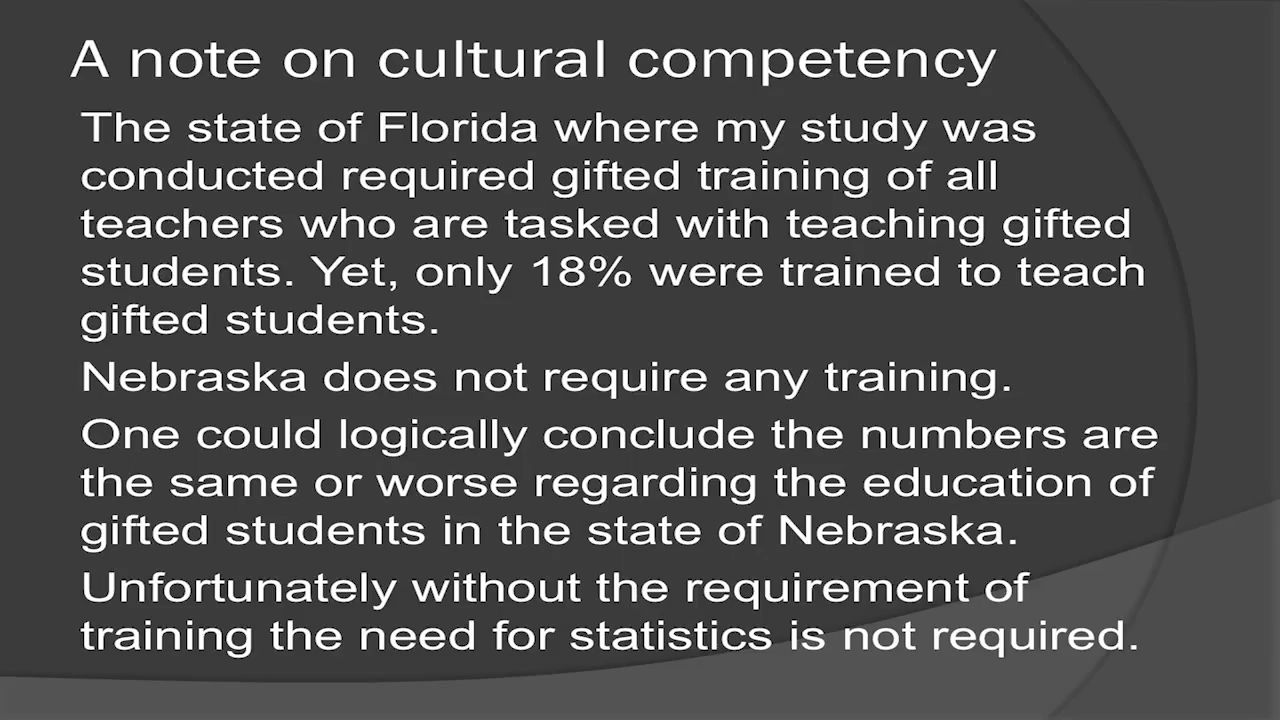 A note on cultural competency
The state of Florida where my study was
conducted required gifted training of all
teachers who are tasked with teaching gifted
students. Yet, only 18% were trained to teach
gifted students.
Nebraska does not require any training.
One could logically conclude the numbers are
the same or worse regarding the education of
gifted students in the state of Nebraska.
Unfortunately without the requirement of
training the need for statistics is not required.